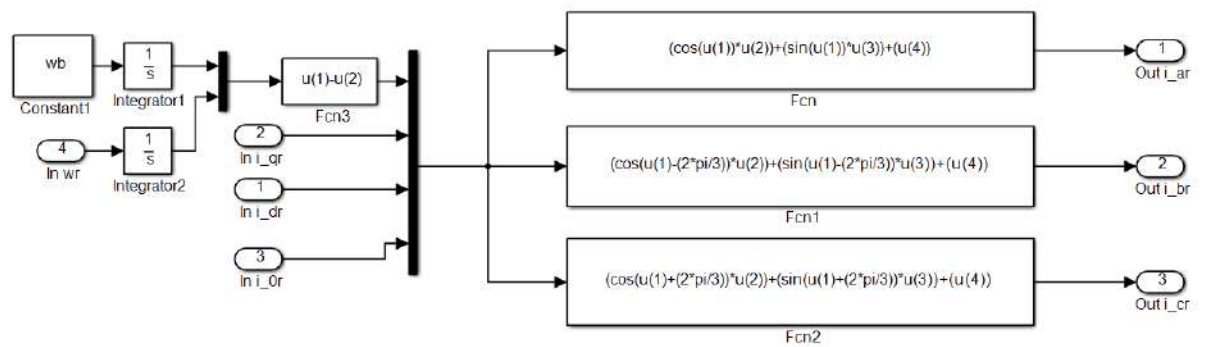 wb
Constant1
1
s
Integrator1
4
In wr
1
s
Integrator2
u(1)-u(2)
Fcn3
2
In i_qr
1
In i_dr
3
In i_0r
(cos(u(1))*u(2))+(sin(u(1))*u(3))+(u(4))
Fcn
1
Out i_ar
(cos(u(1)-(2*pi/3))*u(2))+(sin(u(1)-(2*pi/3))*u(3))+(u(4))
Fcn1
2
Out i_br
(cos(u(1)+(2*pi/3))*u(2))+(sin(u(1)+(2*pi/3))*u(3))+(u(4))
Fcn2
3
Out i_cr